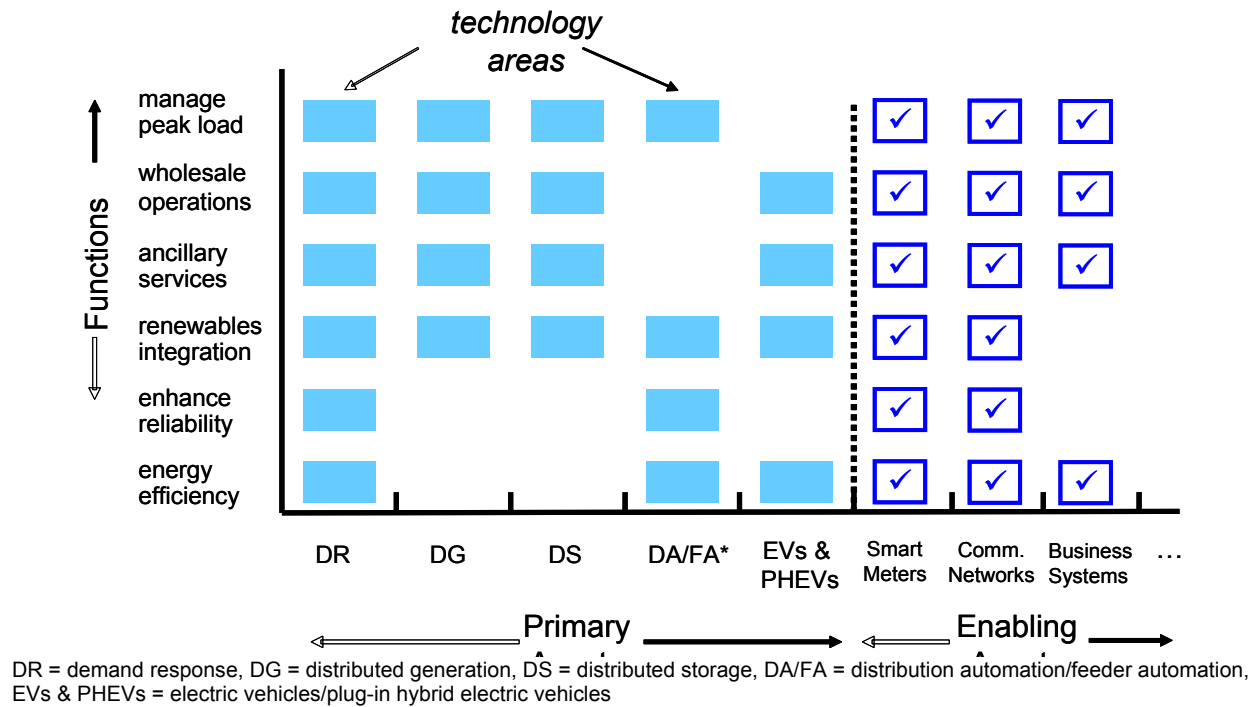 technology
areas
manage
peak load
wholesale
operations
ancillary
services
renewables
integration
enhance
reliability
energy
efficiency
Functions
DR
DG
DS
DA/FA*
EVs &
PHEVs
Smart
Meters
Comm.
Networks
Business
Systems
...
Primary
Enabling
DR = demand response, DG = distributed generation, DS = distributed storage, DA/FA = distribution automation/feeder automation,
EVs & PHEVs = electric vehicles/plug-in hybrid electric vehicles